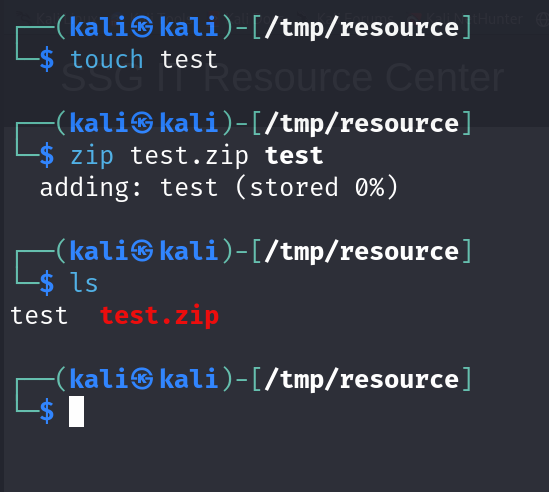 ┌──(kali㉿kali)-[/tmp/resource]
└─$ touch test
SSG IT Resource Center
┌──(kali㉿kali)-[/tmp/resource]
└─$ zip test.zip test
  adding: test (stored 0%)
┌──(kali㉿kali)-[/tmp/resource]
└─$ ls
test  test.zip
┌──(kali㉿kali)-[/tmp/resource]
└─$